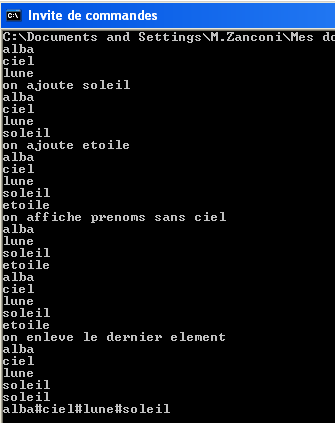 Invite de commandes
C:\Documents and Settings\M.Zanconi\Mes do
alba
ciel
lune
on ajoute soleil
alba
ciel
lune
soleil
on ajoute etoile
alba
ciel
lune
soleil
etoile
on affiche prenoms sans ciel
alba
lune
soleil
etoile
alba
ciel
lune
soleil
etoile
on enleve le dernier element
alba
ciel
lune
soleil
soleil
alba#ciel#lune#soleil